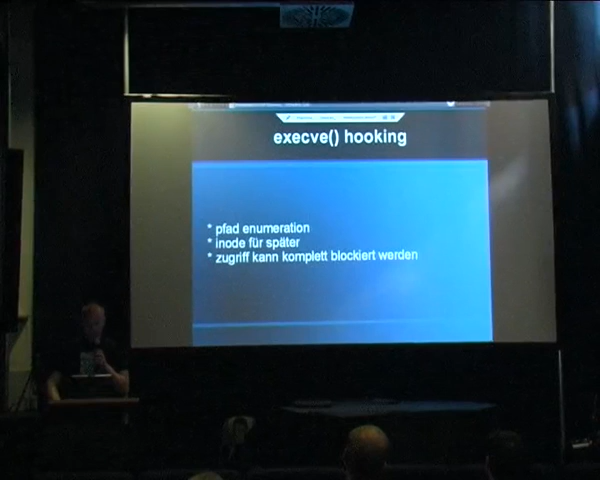 execve() hooking
* pfad enumeration
* inode für später
* zugriff kann komplett blockiert werden